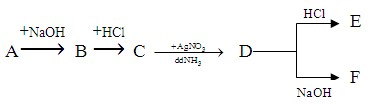 HCl E
+NaOH +HCl +AgNO₃
A B C D
ddNH₃
NaOH F